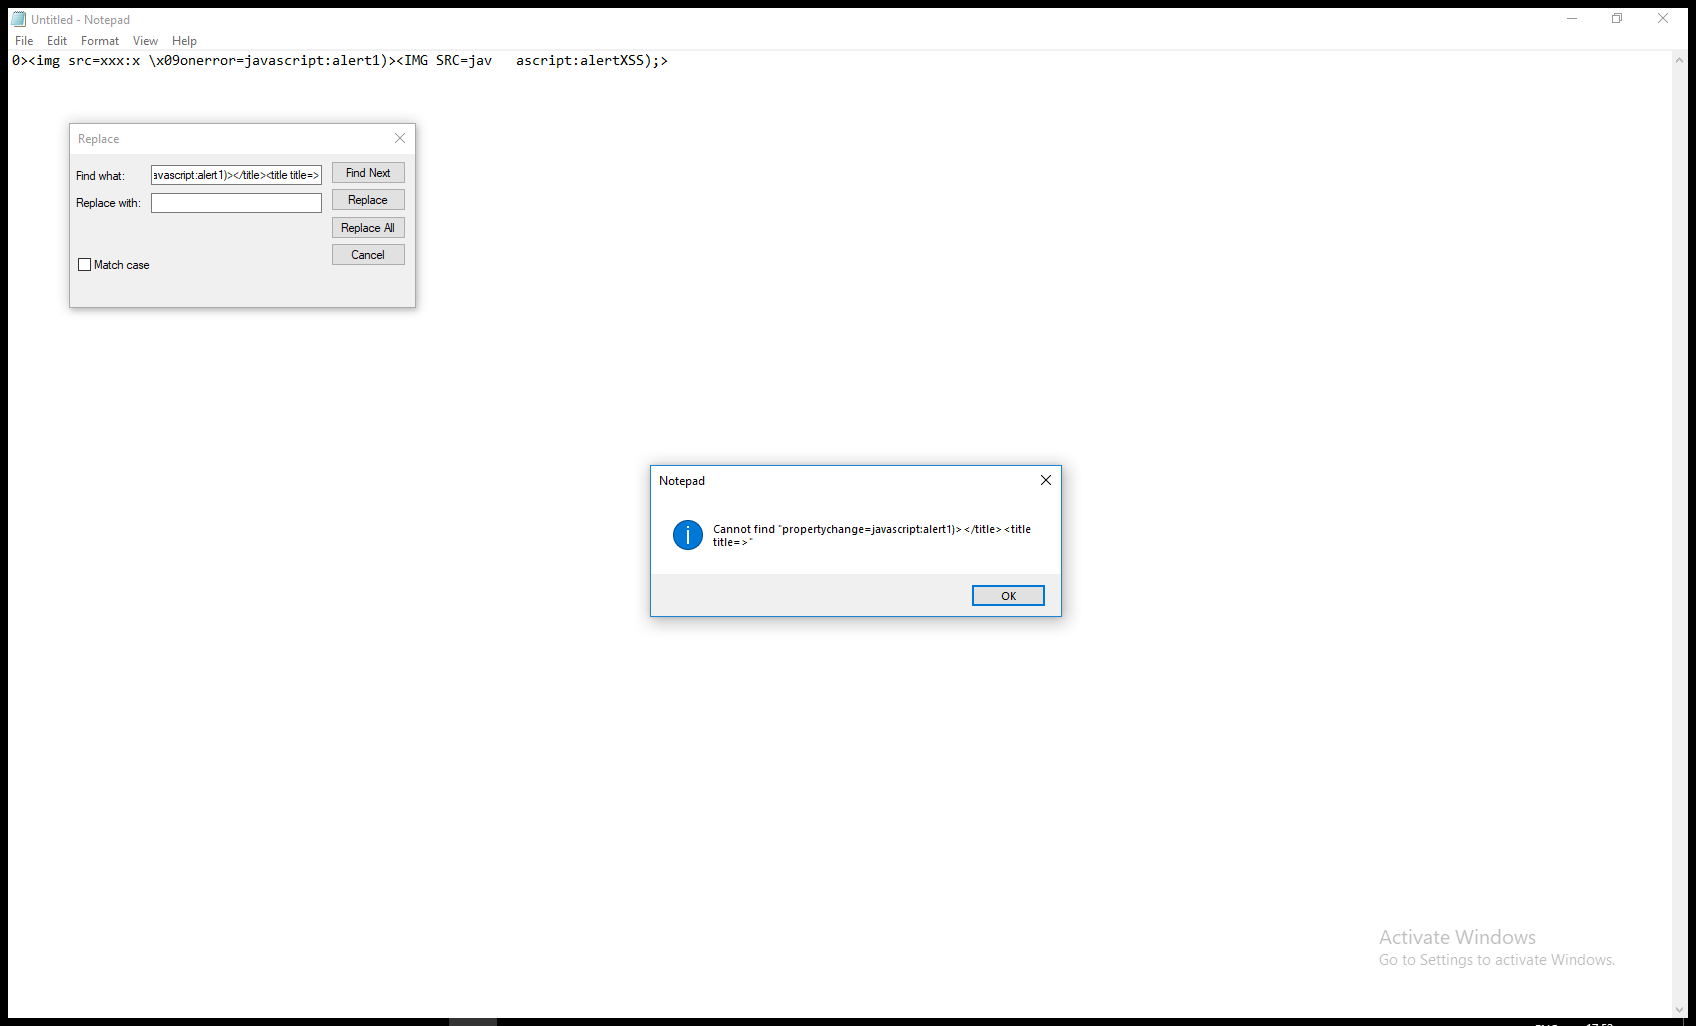 Untitled - Notepad
File Edit Format View Help
0><img src=xxx:x \x09onerror=javascript:alert1)><IMG SRC=jav   ascript:alertXSS);>
Replace
Find what: avascript:alert1)></title><title title=> Find Next
Replace with: Replace
Replace All
Cancel
Match case
Notepad
Cannot find "propertychange=javascript:alert1)></title><title
title=>"
OK
Activate Windows
Go to Settings to activate Windows.